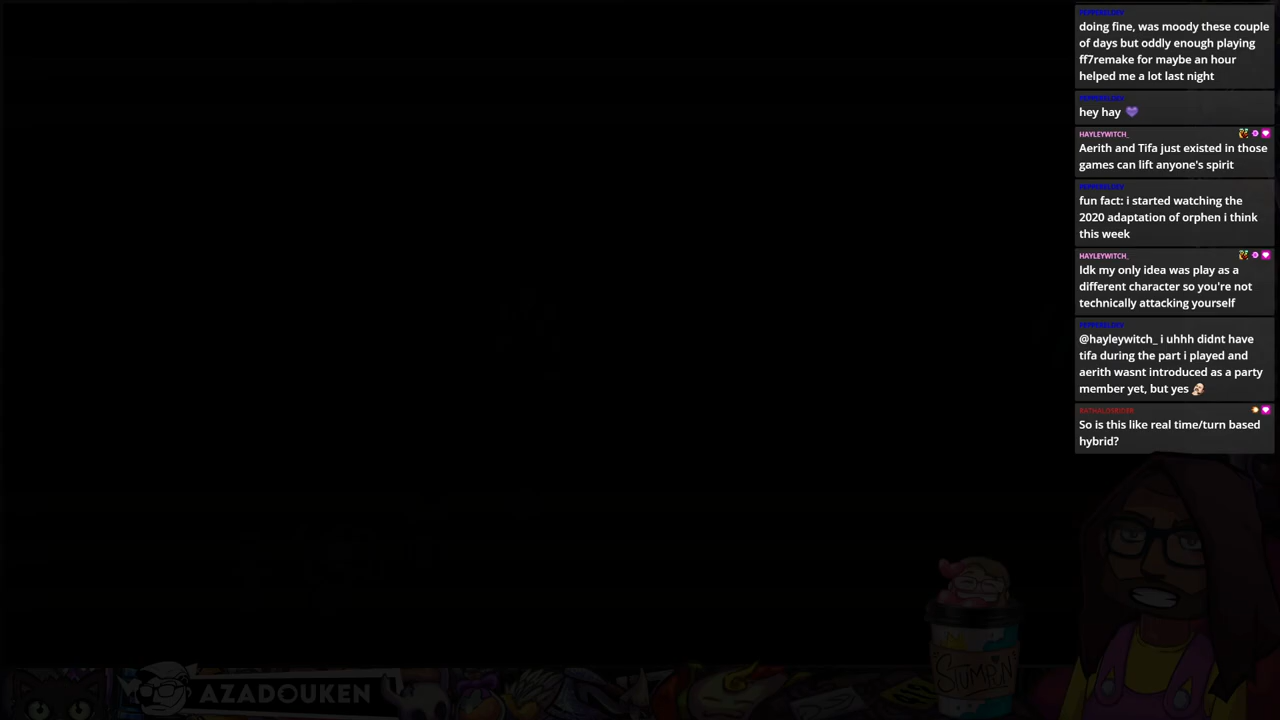 PEPPERELDEV
doing fine, was moody these couple
of days but oddly enough playing
ff7remake for maybe an hour
helped me a lot last night
hey hay 💜
HAYLEYWITCH_
Aerith and Tifa just existed in those
games can lift anyone's spirit
fun fact: i started watching the
2020 adaptation of orphen i think
this week
HAYLEYWITCH_
Idk my only idea was play as a
different character so you're not
technically attacking yourself
@hayleywitch_ i uhhh didnt have
tifa during the part i played and
aerith wasnt introduced as a party
member yet, but yes
BATHALOSRIDER
So is this like real time/turn based
hybrid?
STUMPIN
AZADOUKEN